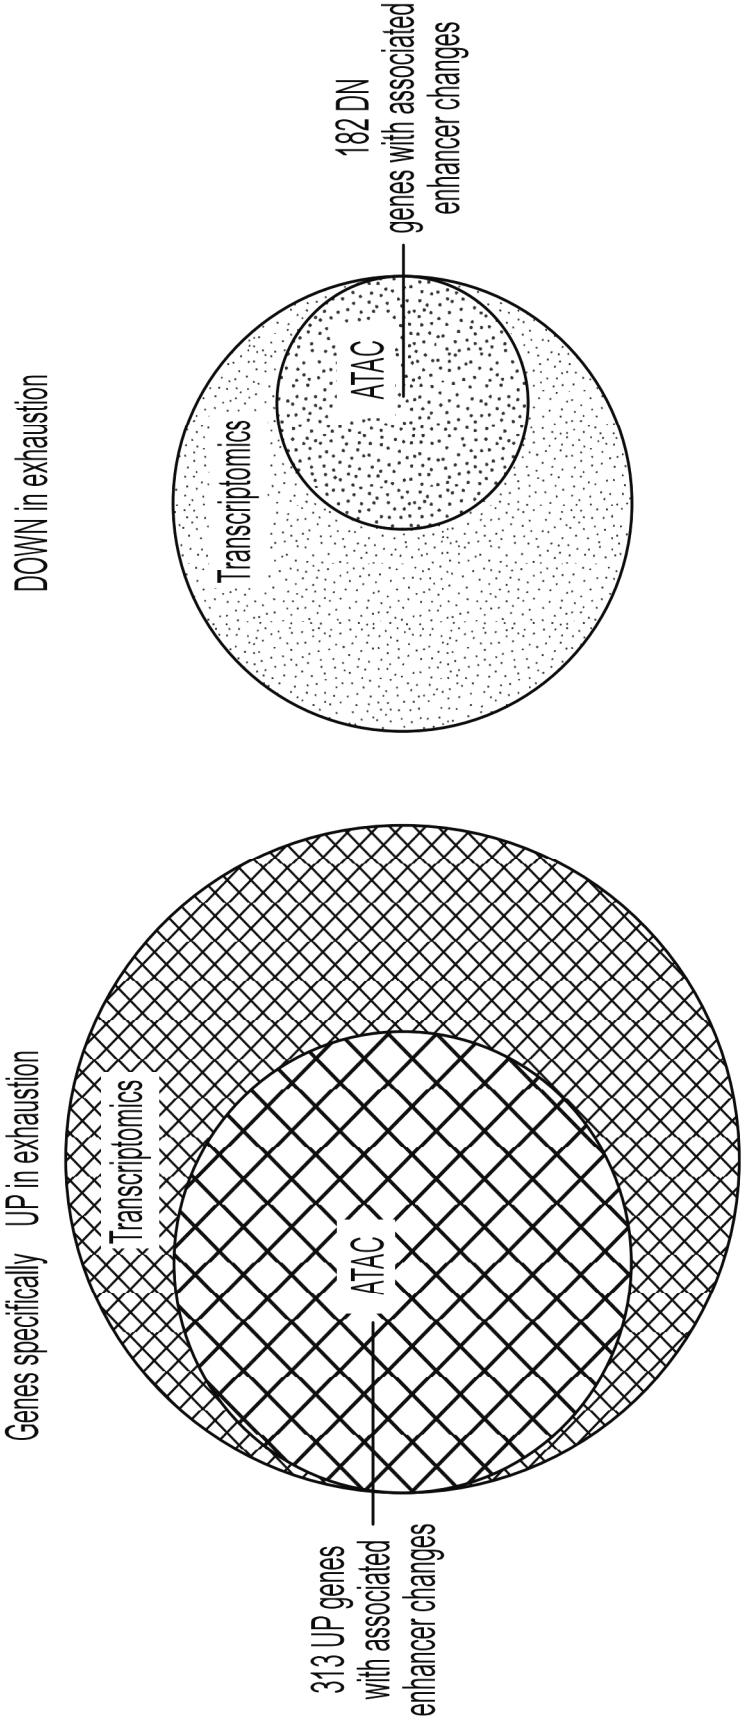 Genes specifically UP in exhaustion
DOWN in exhaustion
Transcriptomics
ATAC
313 UP genes
with associated
enhancer changes
Transcriptomics
ATAC
182 DN
genes with associated
enhancer changes